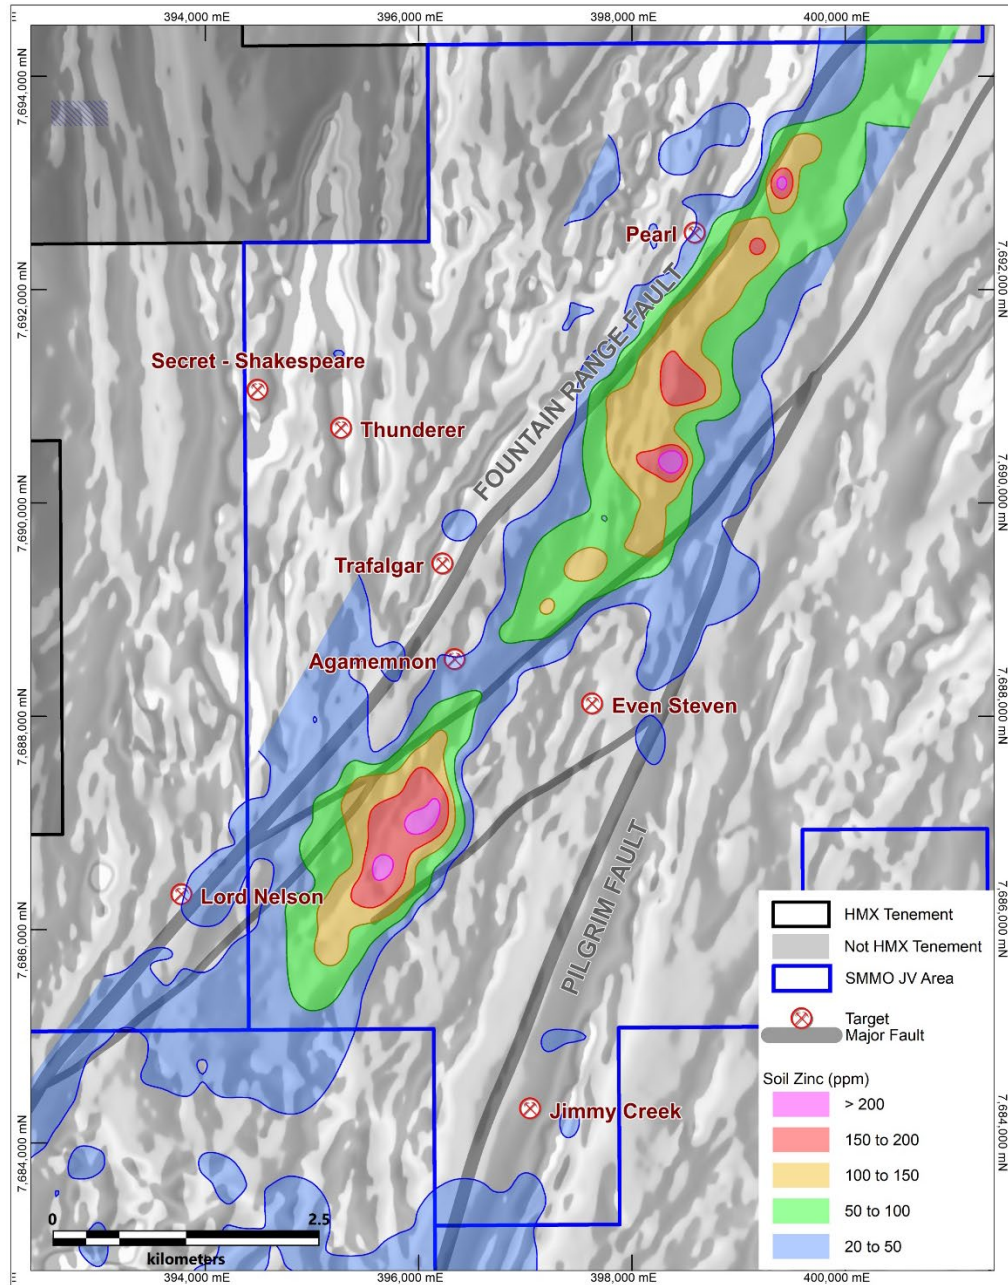 394,000 mE
396,000 mE
398,000 mE
400,000 mE
7,694,000 mN
Pearl
7,692,000 mN
7,692,000 mN
FOUNTAIN RANGE FAULT
Secret - Shakespeare
Thunderer
7,690,000 mN
7,690,000 mN
Trafalgar
Agamemnon
Even Steven
7,688,000 mN
7,688,000 mN
PILGRIM FAULT
Lord Nelson
7,686,000 mN
7,686,000 mN
HMX Tenement
Not HMX Tenement
SMMO JV Area
Target
Major Fault
Soil Zinc (ppm)
> 200
150 to 200
100 to 150
50 to 100
20 to 50
Jimmy Creek
7,684,000 mN
7,684,000 mN
0
2.5
kilometers
394,000 mE
396,000 mE
398,000 mE
400,000 mE